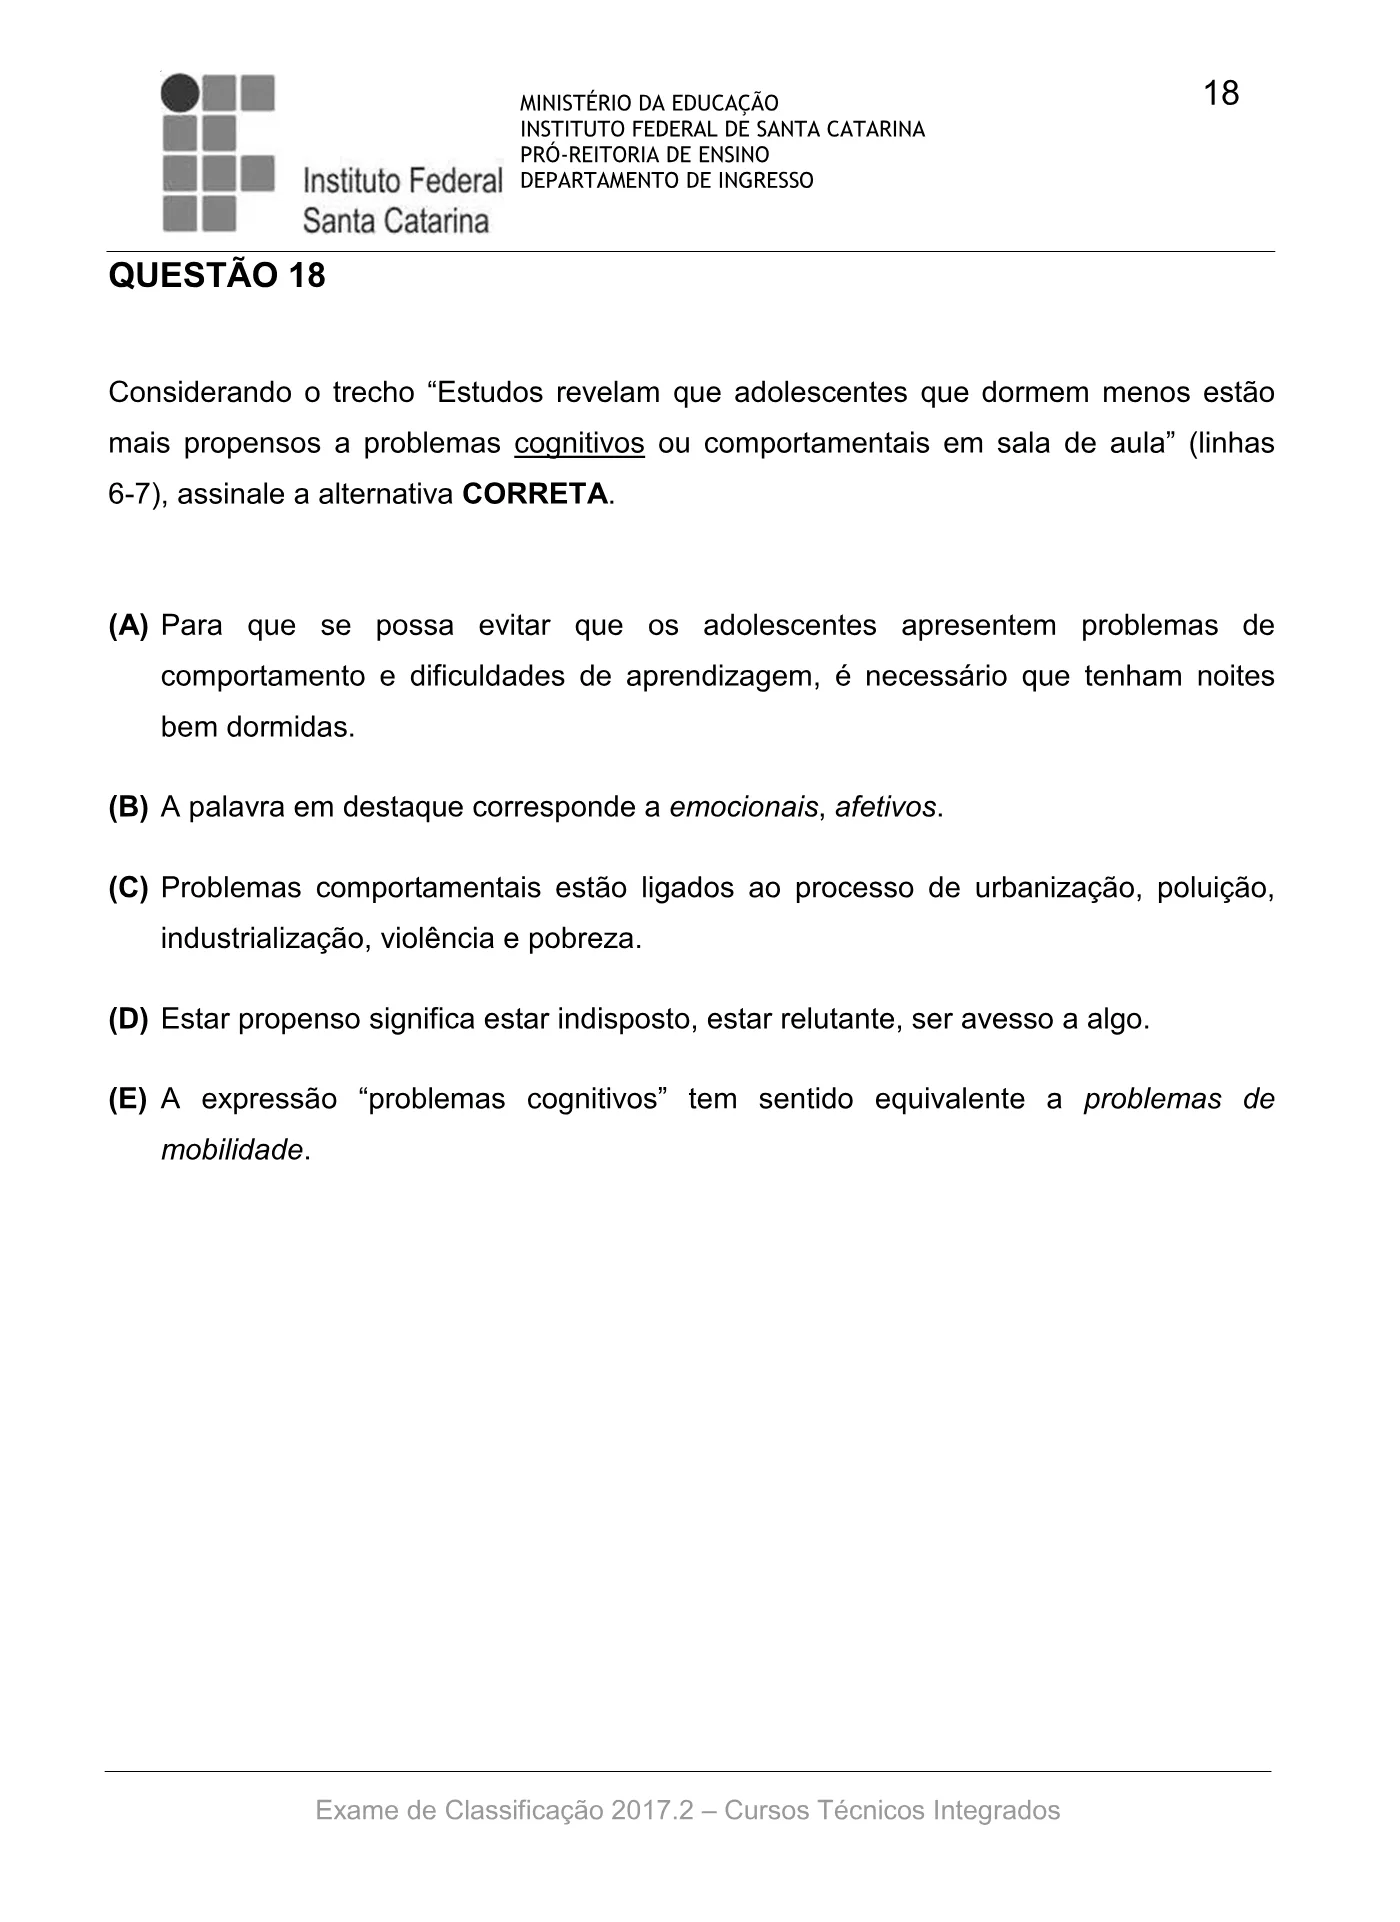 18
MINISTÉRIO DA EDUCAÇÃO
INSTITUTO FEDERAL DE SANTA CATARINA
PRÓ-REITORIA DE ENSINO
DEPARTAMENTO DE INGRESSO
Instituto Federal
Santa Catarina
QUESTÃO 18
Considerando o trecho “Estudos revelam que adolescentes que dormem menos estão
mais propensos a problemas cognitivos ou comportamentais em sala de aula” (linhas
6-7), assinale a alternativa CORRETA.
(A) Para que se possa evitar que os adolescentes apresentem problemas de
comportamento e dificuldades de aprendizagem, é necessário que tenham noites
bem dormidas.
(B) A palavra em destaque corresponde a emocionais, afetivos.
(C) Problemas comportamentais estão ligados ao processo de urbanização, poluição,
industrialização, violência e pobreza.
(D) Estar propenso significa estar indisposto, estar relutante, ser avesso a algo.
(E) A expressão “problemas cognitivos” tem sentido equivalente a problemas de
mobilidade.
Exame de Classificação 2017.2 – Cursos Técnicos Integrados